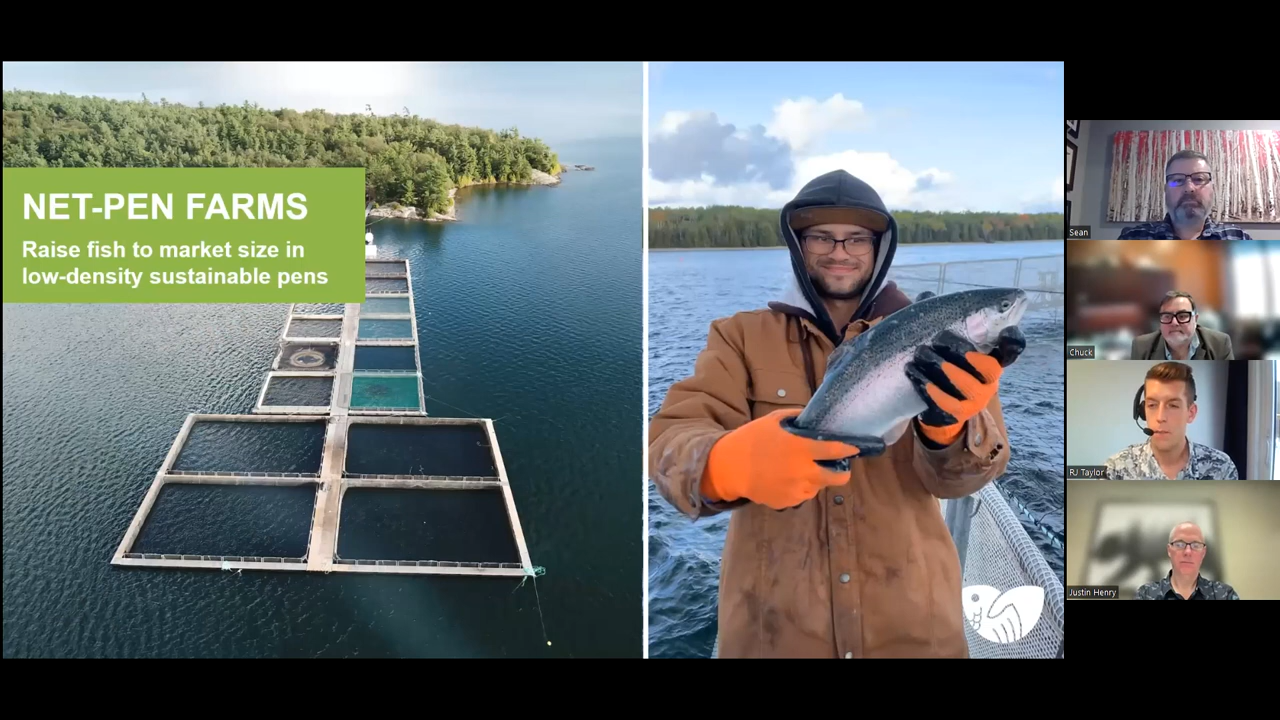 NET-PEN FARMS
Raise fish to market size in
low-density sustainable pens
Sean
Chuck
RJ Taylor
Justin Henry